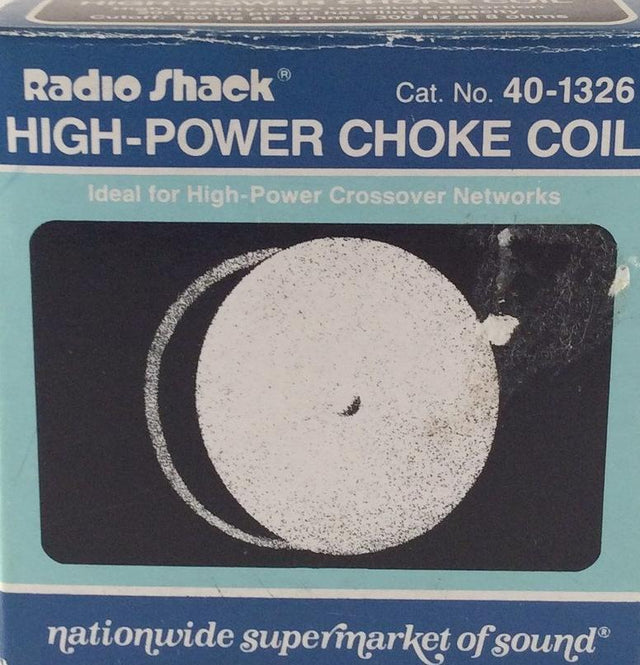 Radio Shack®
Cat. No. 40-1326
HIGH-POWER CHOKE COIL
Ideal for High-Power Crossover Networks
nationwide supermarket of sound®